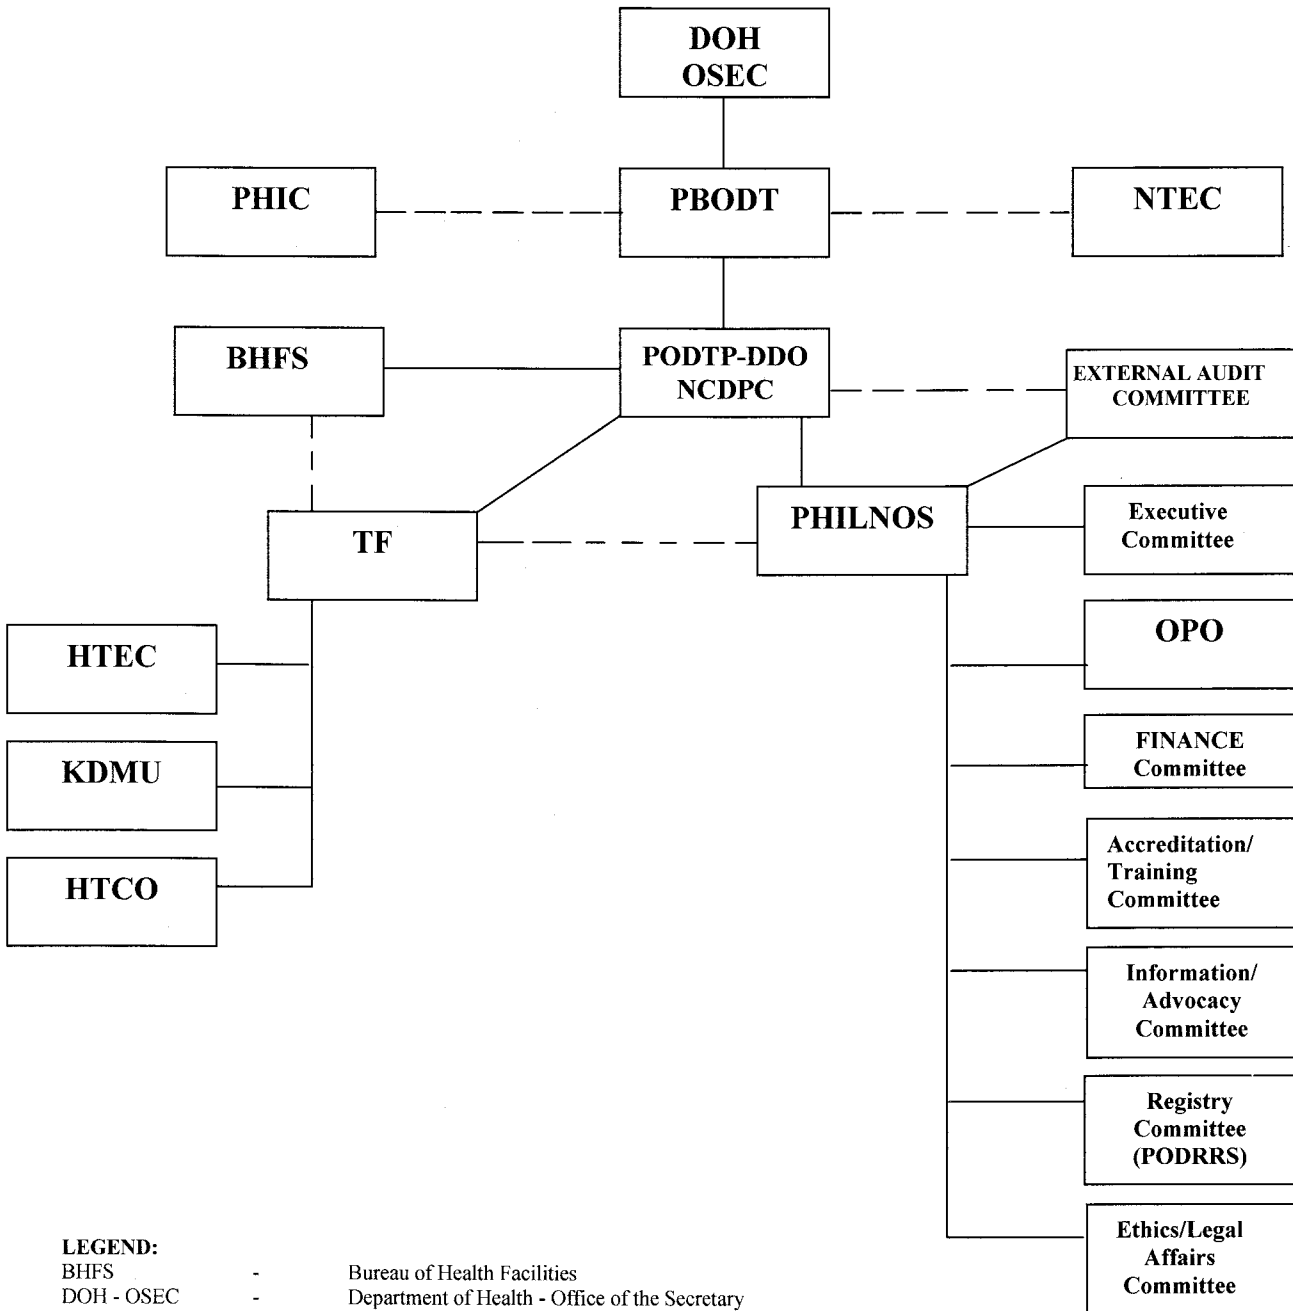 DOH
OSEC
PHIC
PBODT
NTEC
BHFS
PODTP-DDO
NCDPC
EXTERNAL AUDIT
COMMITTEE
TF
PHILNOS
Executive
Committee
HTEC
OPO
KDMU
FINANCE
Committee
HTCO
Accreditation/
Training
Committee
Information/
Advocacy
Committee
Registry
Committee
(PODRRS)
Ethics/Legal
Affairs
Committee
LEGEND:
BHFS - Bureau of Health Facilities
DOH - OSEC - Department of Health - Office of the Secretary